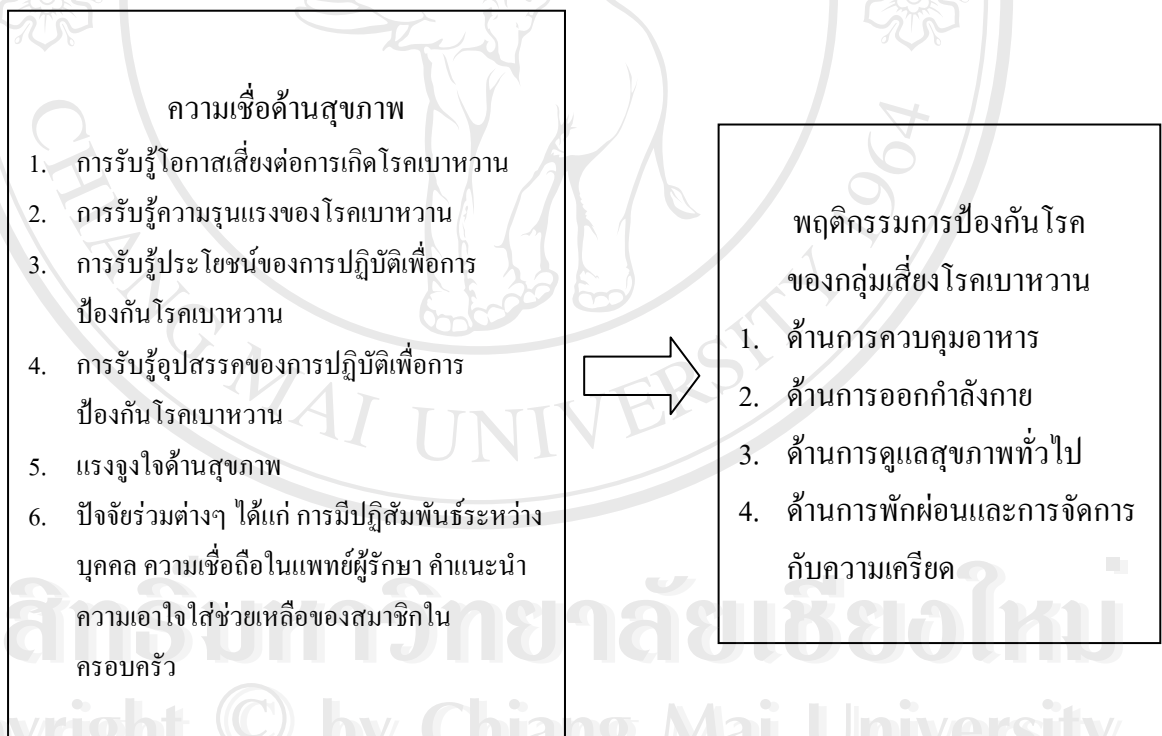 ความเชื่อด้านสุขภาพ
1. การรับรู้โอกาสเสี่ยงต่อการเกิดโรคเบาหวาน
2. การรับรู้ความรุนแรงของโรคเบาหวาน
3. การรับรู้ประโยชน์ของการปฏิบัติเพื่อการ
ป้องกันโรคเบาหวาน
4. การรับรู้อุปสรรคของการปฏิบัติเพื่อการ
ป้องกันโรคเบาหวาน
5. แรงจูงใจด้านสุขภาพ
6. ปัจจัยร่วมต่างๆ ได้แก่ การมีปฏิสัมพันธ์ระหว่าง
บุคคล ความเชื่อถือในแพทย์ผู้รักษา คำแนะนำ
ความเอาใจใส่ช่วยเหลือของสมาชิกใน
ครอบครัว
พฤติกรรมการป้องกันโรค
ของกลุ่มเสี่ยงโรคเบาหวาน
1. ด้านการควบคุมอาหาร
2. ด้านการออกกำลังกาย
3. ด้านการดูแลสุขภาพทั่วไป
4. ด้านการพักผ่อนและการจัดการ
กับความเครียด
CHIANG MAI UNIVERSITY 1964
สิทธิมหาวิทยาลัยเชียงใหม่
yright © by Chiang Mai University